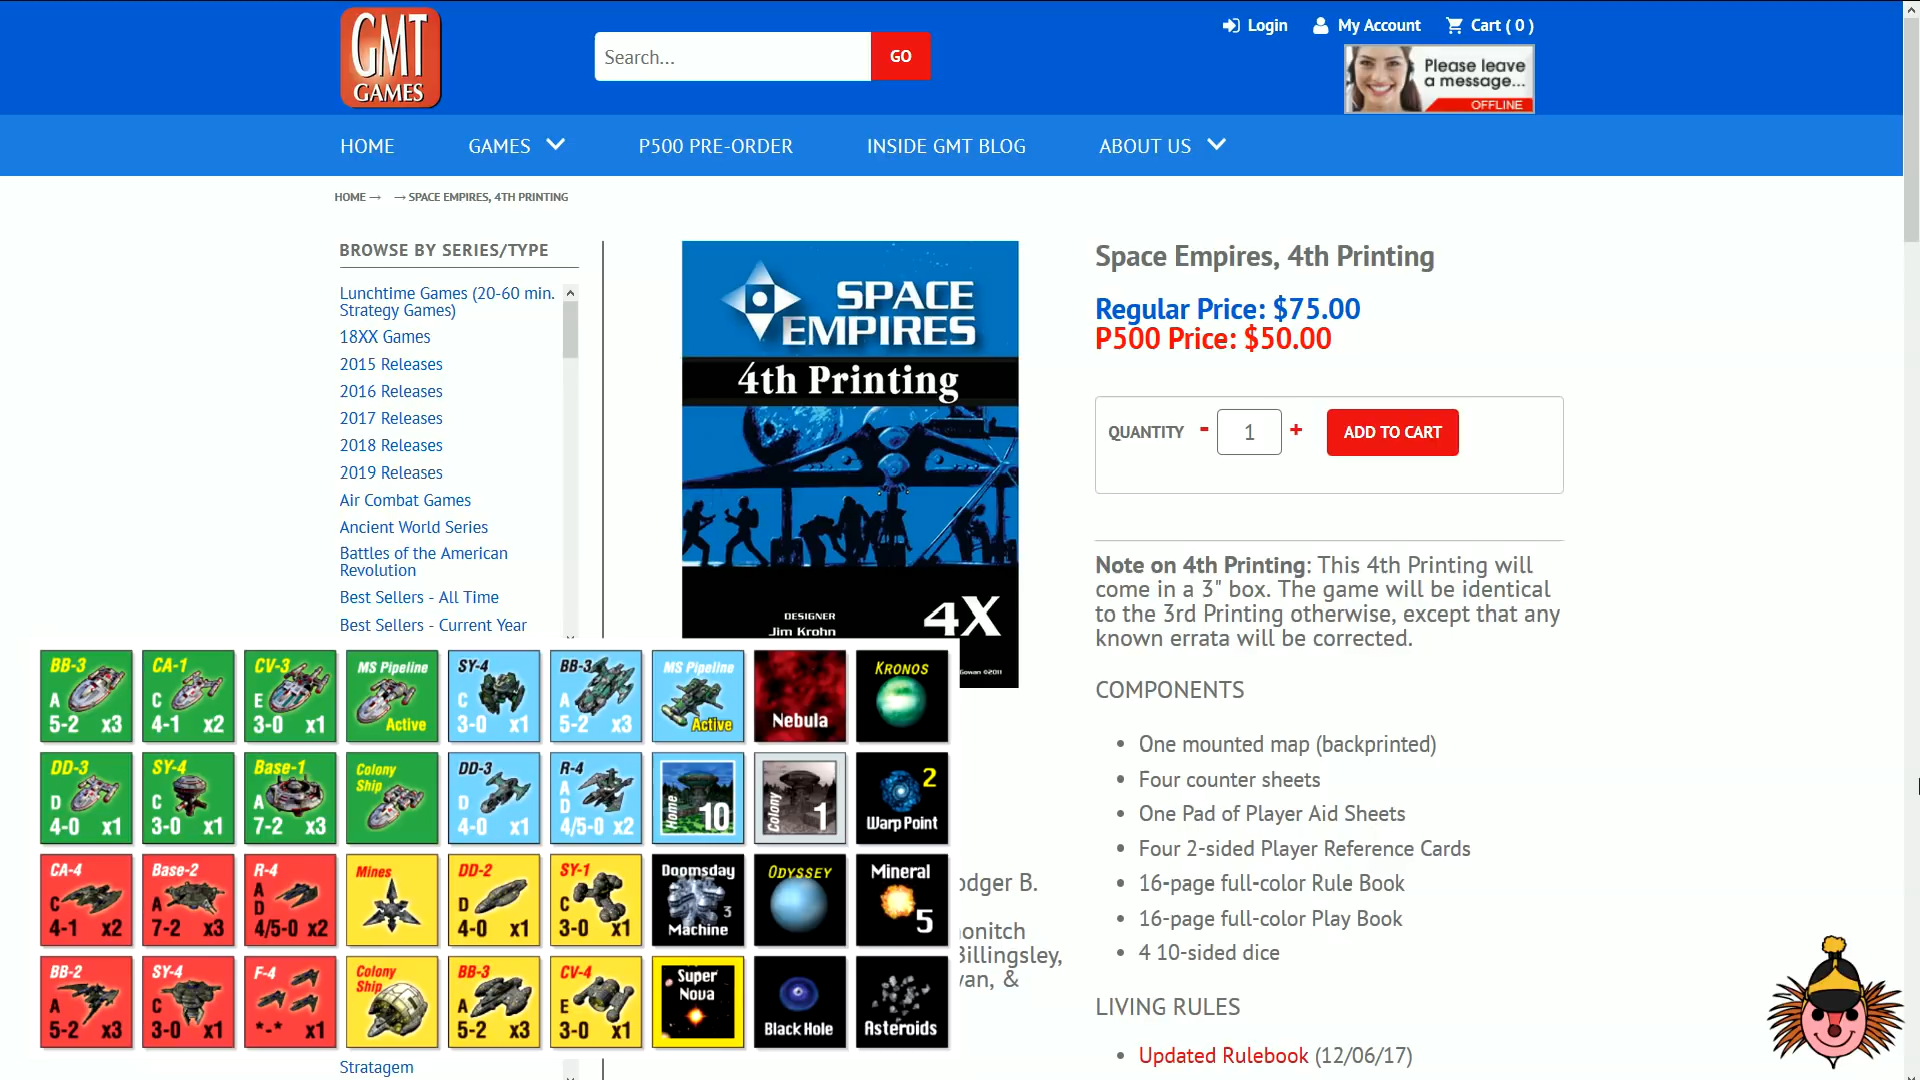 GMT
GAMES
Search...
GO
Login
My Account
Cart ( 0 )
Please leave
a message...
OFFLINE
HOME
GAMES
P500 PRE-ORDER
INSIDE GMT BLOG
ABOUT US
HOME → → SPACE EMPIRES, 4TH PRINTING
BROWSE BY SERIES/TYPE
Lunchtime Games (20-60 min.
Strategy Games)
18XX Games
2015 Releases
2016 Releases
2017 Releases
2018 Releases
2019 Releases
Air Combat Games
Ancient World Series
Battles of the American
Revolution
Best Sellers - All Time
Best Sellers - Current Year
Stratagem
SPACE
EMPIRES
4th Printing
DESIGNER
Jim Krohn
4X
Gowan ©2011
Space Empires, 4th Printing
Regular Price: $75.00
P500 Price: $50.00
QUANTITY - 1 +
ADD TO CART
Note on 4th Printing: This 4th Printing will
come in a 3" box. The game will be identical
to the 3rd Printing otherwise, except that any
known errata will be corrected.
COMPONENTS
• One mounted map (backprinted)
• Four counter sheets
• One Pad of Player Aid Sheets
• Four 2-sided Player Reference Cards
• 16-page full-color Rule Book
• 16-page full-color Play Book
• 4 10-sided dice
LIVING RULES
• Updated Rulebook (12/06/17)
odger B.
onitch
Billingsley,
van, &
BB-3
A
5-2 x3
CA-1
C
4-1 x2
CV-3
E
3-0 x1
MS Pipeline
Active
SY-4
C
3-0 x1
BB-3
A
5-2 x3
MS Pipeline
Active
Nebula
KRONOS
DD-3
D
4-0 x1
SY-4
C
3-0 x1
Base-1
A
7-2 x3
Colony
Ship
DD-3
D
4-0 x1
R-4
A
D
4/5-0 x2
Home
10
Colony
1
2
Warp Point
CA-4
C
4-1 x2
Base-2
A
7-2 x3
R-4
A
D
4/5-0 x2
Mines
DD-2
D
4-0 x1
SY-1
C
3-0 x1
Doomsday
3
Machine
ODYSSEY
Mineral
5
BB-2
A
5-2 x3
SY-4
C
3-0 x1
F-4
*-* x1
Colony
Ship
BB-3
A
5-2 x3
CV-4
E
3-0 x1
Super
Nova
Black Hole
Asteroids